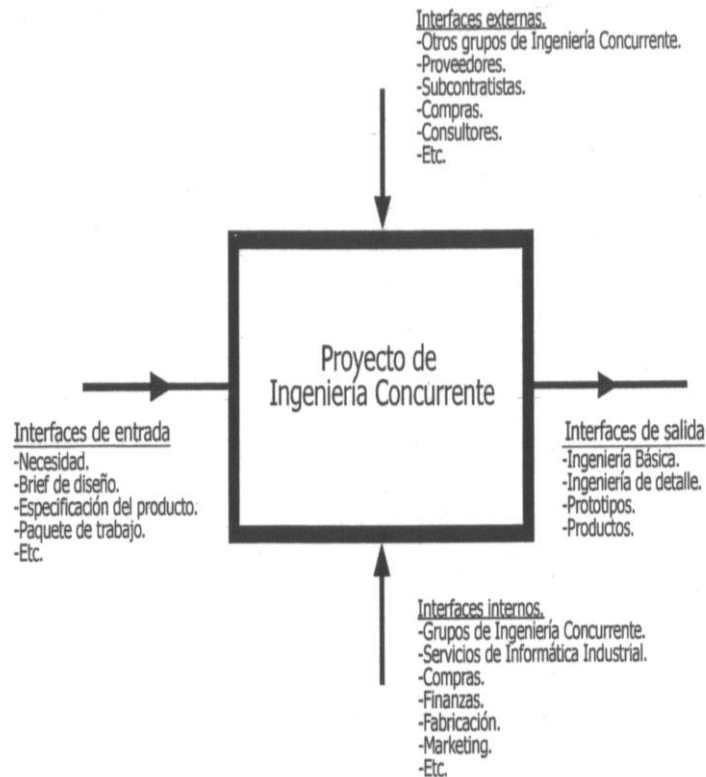 Interfaces externas.
-Otros grupos de Ingeniería Concurrente.
-Proveedores.
-Subcontratistas.
-Compras.
-Consultores.
-Etc.
Proyecto de
Ingeniería Concurrente
Interfaces de entrada
-Necesidad.
-Brief de diseño.
-Especificación del producto.
-Paquete de trabajo.
-Etc.
Interfaces de salida
-Ingeniería Básica.
-Ingeniería de detalle.
-Prototipos.
-Productos.
Interfaces internos.
-Grupos de Ingeniería Concurrente.
-Servicios de Informática Industrial.
-Compras.
-Finanzas.
-Fabricación.
-Marketing.
-Etc.